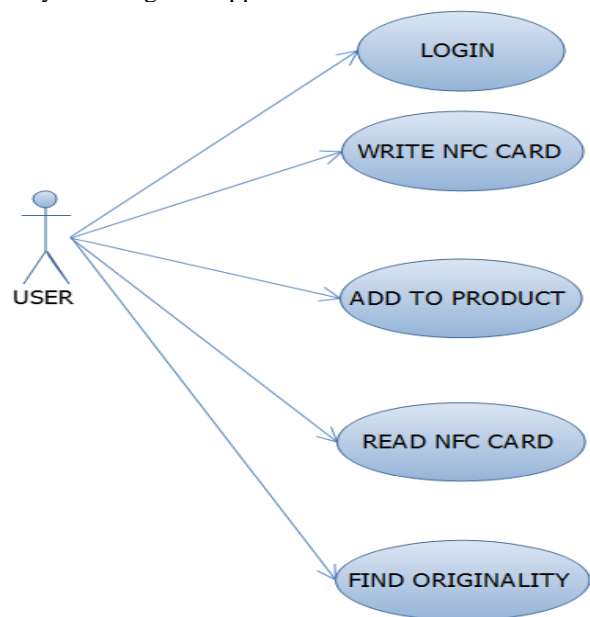 LOGIN
WRITE NFC CARD
USER
ADD TO PRODUCT
READ NFC CARD
FIND ORIGINALITY